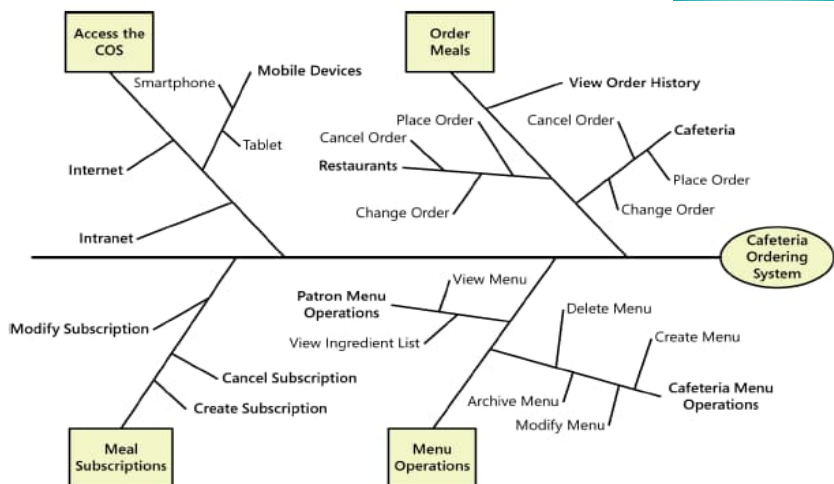 Access the
COS
Order
Meals
Mobile Devices
Smartphone
Tablet
Internet
Intranet
View Order History
Place Order
Cancel Order
Restaurants
Change Order
Cancel Order
Cafeteria
Place Order
Change Order
Cafeteria
Ordering
System
Modify Subscription
Cancel Subscription
Create Subscription
Meal
Subscriptions
View Menu
Patron Menu
Operations
View Ingredient List
Delete Menu
Create Menu
Cafeteria Menu
Operations
Archive Menu
Modify Menu
Menu
Operations